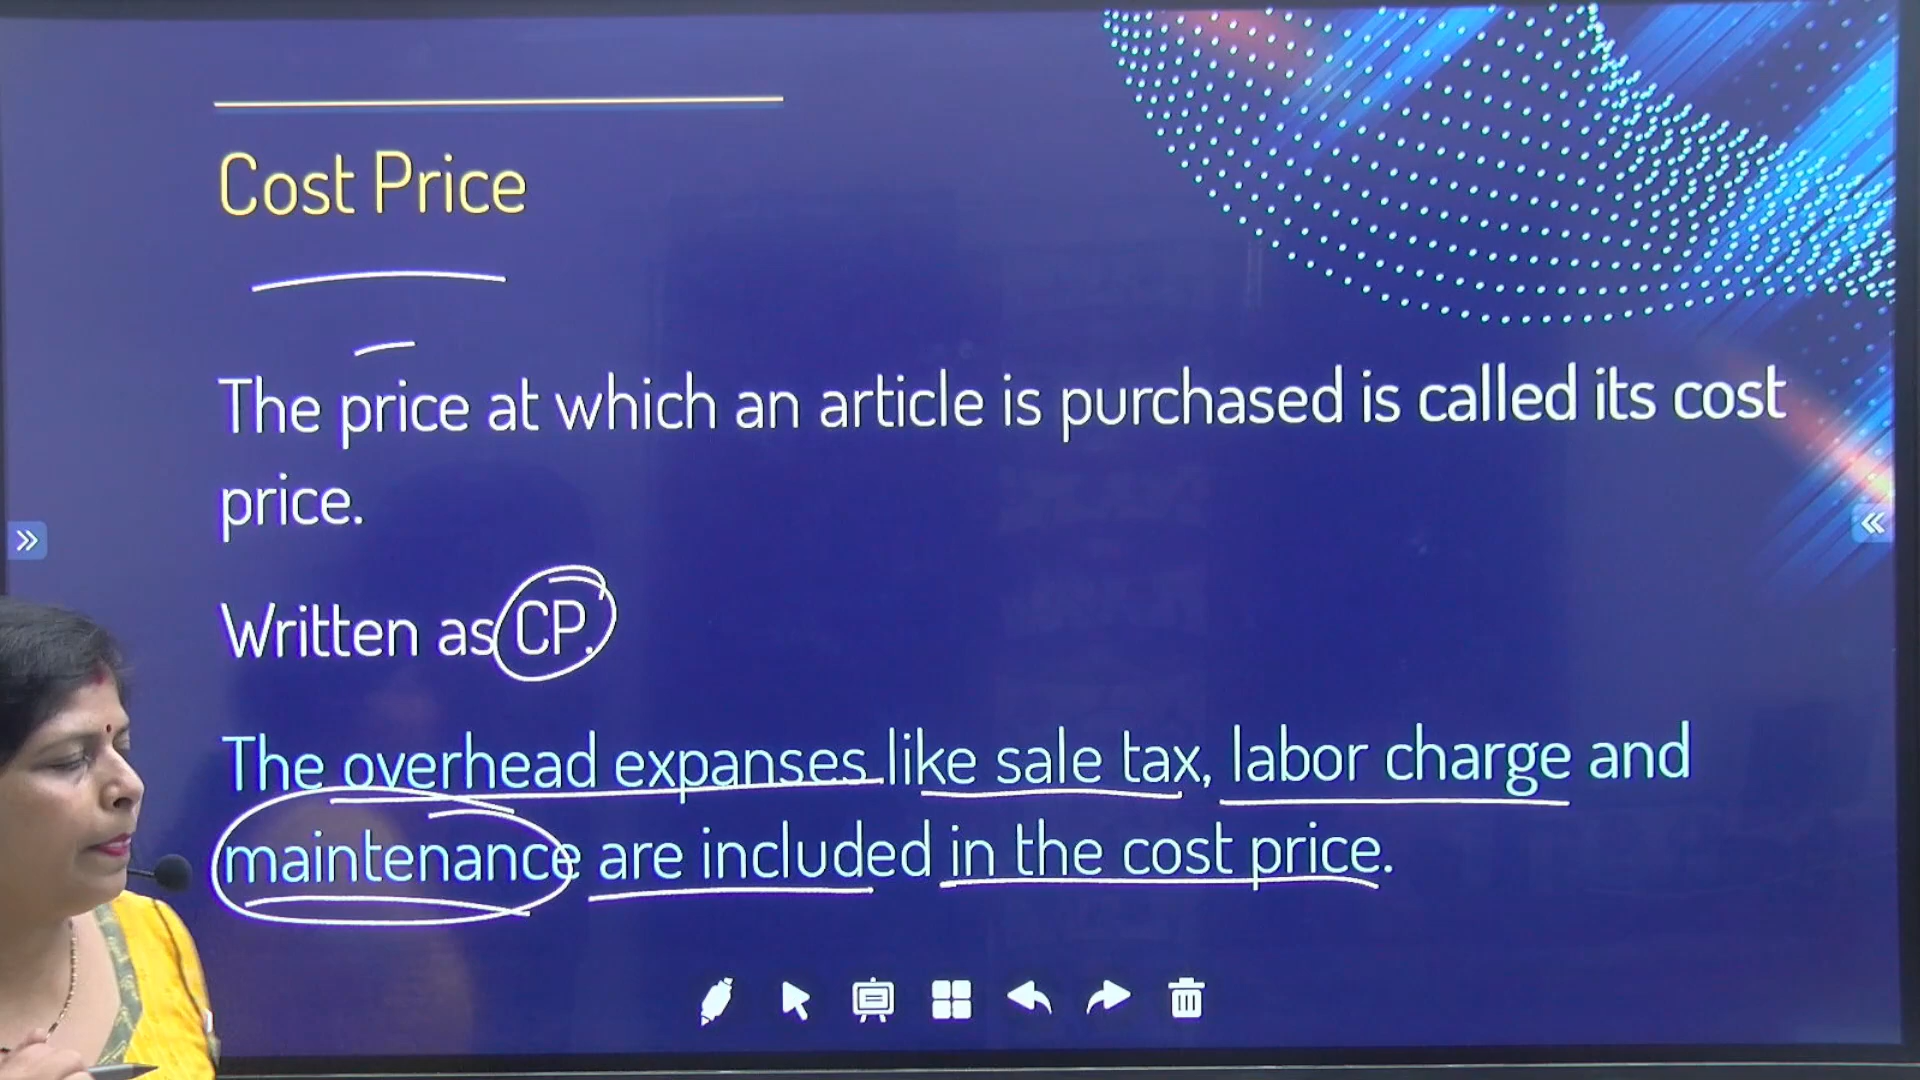 Cost Price
The price at which an article is purchased is called its cost
price.
Written as CP.
The overhead expanses like sale tax, labor charge and
maintenance are included in the cost price.